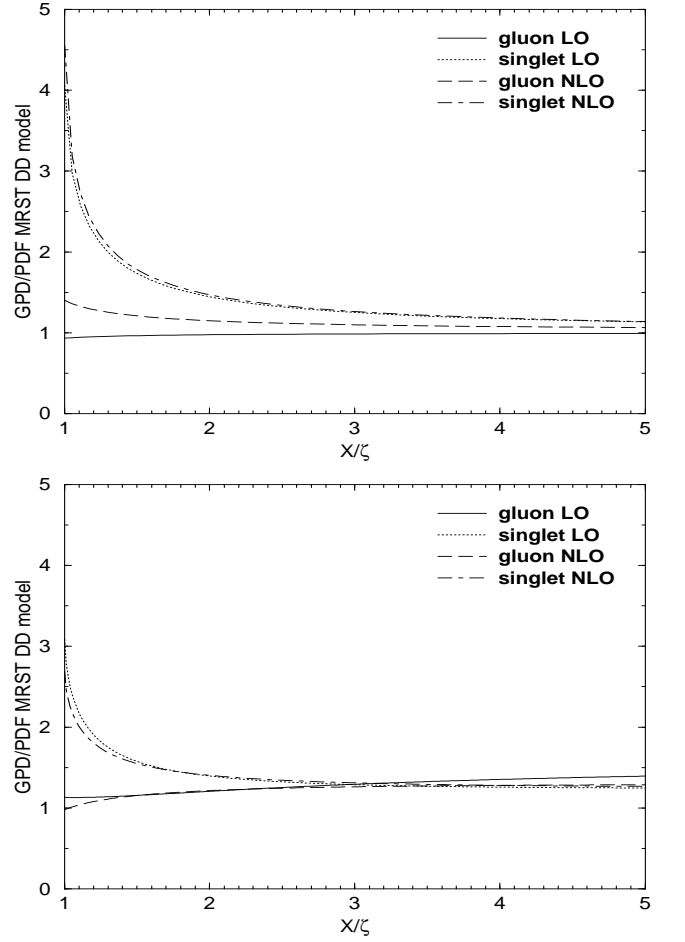 5
4
3
2
1
0
GPD/PDF MRST DD model
gluon LO
singlet LO
gluon NLO
singlet NLO
1 2 3 4 5
X/ζ
5
4
3
2
1
0
GPD/PDF MRST DD model
gluon LO
singlet LO
gluon NLO
singlet NLO
1 2 3 4 5
X/ζ